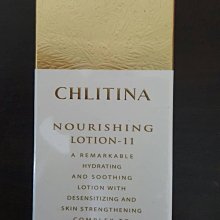 CHLITINA
NOURISHING
LOTION-11
A REMARKABLE
HYDRATING
AND SOOTHING
LOTION WITH
DESENSITIZING AND
SKIN STRENGTHENING